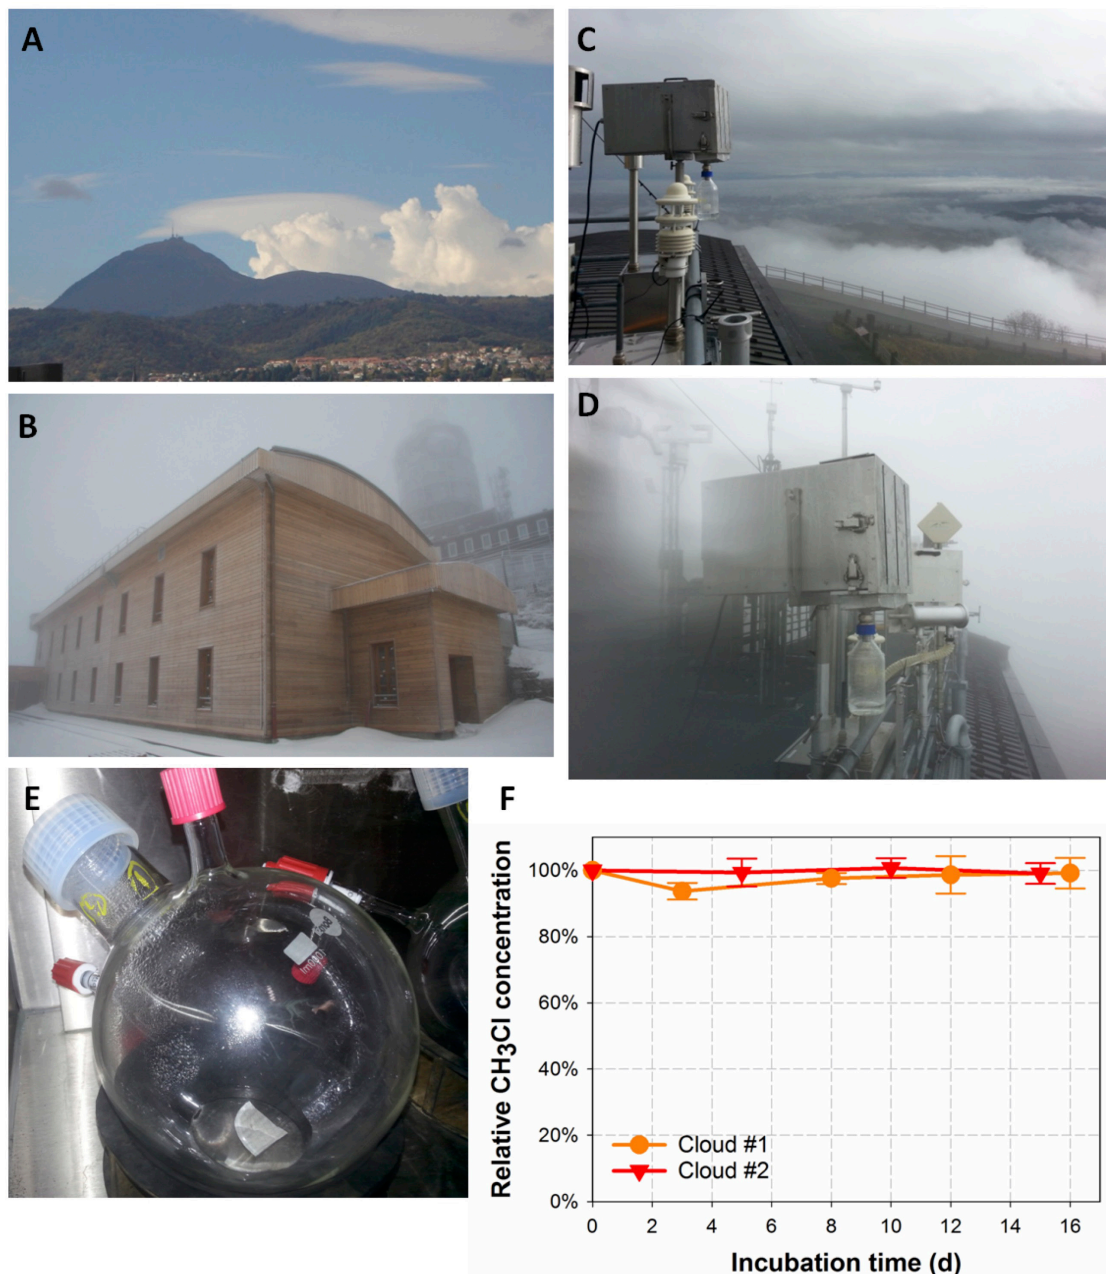 A
C
B
D
E
F
Relative CH₃Cl concentration
100%
80%
60%
40%
20%
0%
Cloud #1
Cloud #2
0 2 4 6 8 10 12 14 16
Incubation time (d)